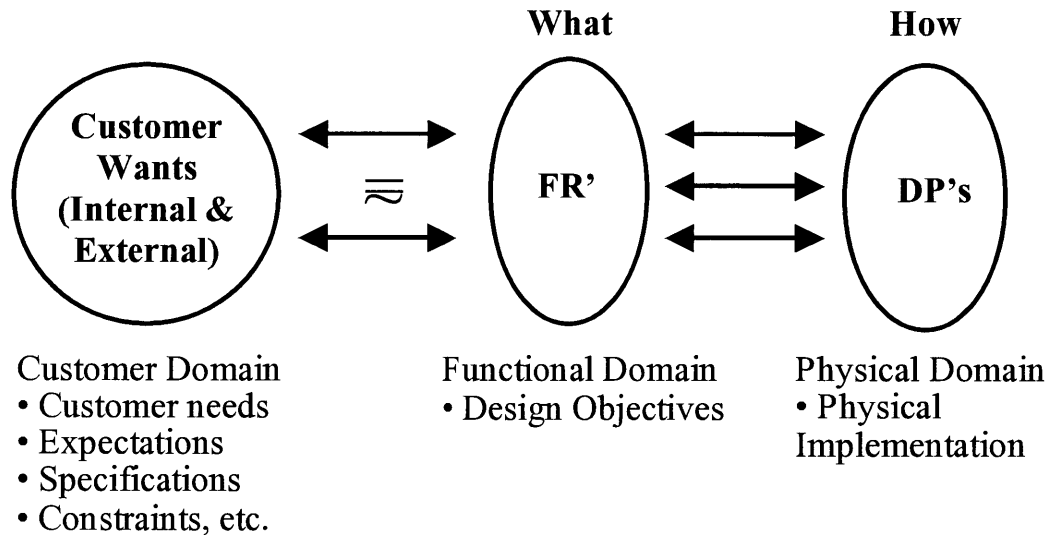 What
How
Customer
Wants
(Internal &
External)
FR’
DP’s
Customer Domain
• Customer needs
• Expectations
• Specifications
• Constraints, etc.
Functional Domain
• Design Objectives
Physical Domain
• Physical
Implementation